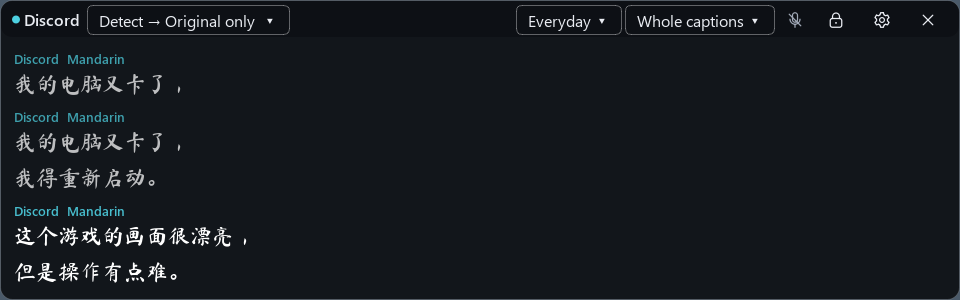 Discord Detect → Original only ▾ Everyday ▾ Whole captions ▾
Discord Mandarin
我的电脑又卡了，
Discord Mandarin
我的电脑又卡了，
我得重新启动。
Discord Mandarin
这个游戏的画面很漂亮，
但是操作有点难。